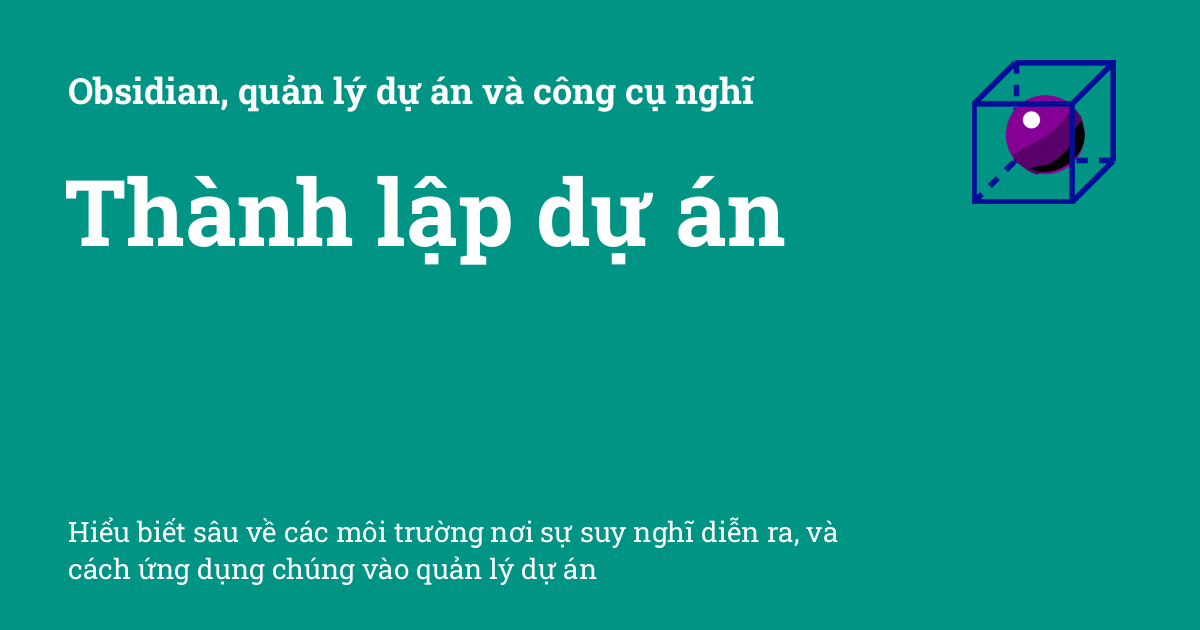 Obsidian, quản lý dự án và công cụ nghĩ
Thành lập dự án
Hiểu biết sâu về các môi trường nơi sự suy nghĩ diễn ra, và
cách ứng dụng chúng vào quản lý dự án